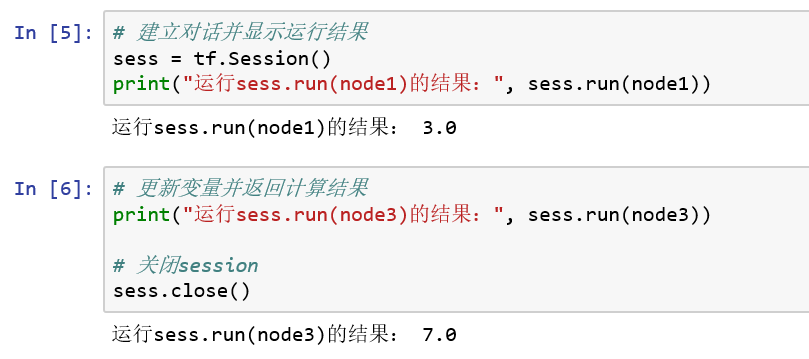 In [5]: # 建立对话并显示运行结果
sess = tf.Session()
print("运行sess.run(node1)的结果：", sess.run(node1))
运行sess.run(node1)的结果： 3.0
In [6]: # 更新变量并返回计算结果
print("运行sess.run(node3)的结果：", sess.run(node3))
# 关闭session
sess.close()
运行sess.run(node3)的结果： 7.0